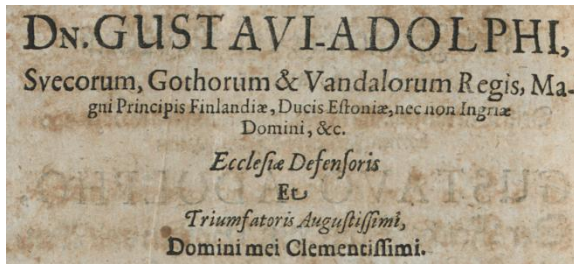 DN. GUSTAVI-ADOLPHI,
Svecorum, Gothorum & Vandalorum Regis, Ma-
gni Principis Finlandiæ, Ducis Eſtoniæ, nec non Ingriæ
Domini, &c.
Eccleſiæ Defenſoris
Et
Triumfatoris Auguſtiſſimi,
Domini mei Clementiſſimi.